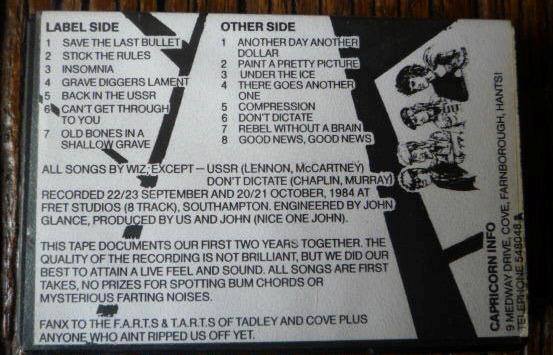 LABEL SIDE
1 SAVE THE LAST BULLET
2 STICK THE RULES
3 INSOMNIA
4 GRAVE DIGGERS LAMENT
5 BACK IN THE USSR
6 CAN'T GET THROUGH
TO YOU
7 OLD BONES IN A
SHALLOW GRAVE
OTHER SIDE
1 ANOTHER DAY ANOTHER
DOLLAR
2 PAINT A PRETTY PICTURE
3 UNDER THE ICE
4 THERE GOES ANOTHER
ONE
5 COMPRESSION
6 DON'T DICTATE
7 REBEL WITHOUT A BRAIN
8 GOOD NEWS, GOOD NEWS
ALL SONGS BY WIZ, EXCEPT — USSR (LENNON, McCARTNEY)
DON'T DICTATE (CHAPLIN, MURRAY)
RECORDED 22/23 SEPTEMBER AND 20/21 OCTOBER, 1984 AT
FRET STUDIOS (8 TRACK), SOUTHAMPTON. ENGINEERED BY JOHN
GLANCE, PRODUCED BY US AND JOHN (NICE ONE JOHN).
THIS TAPE DOCUMENTS OUR FIRST TWO YEARS TOGETHER. THE
QUALITY OF THE RECORDING IS NOT BRILLIANT, BUT WE DID OUR
BEST TO ATTAIN A LIVE FEEL AND SOUND. ALL SONGS ARE FIRST
TAKES, NO PRIZES FOR SPOTTING BUM CHORDS OR
MYSTERIOUS FARTING NOISES.
FANX TO THE F.A.R.T.S & T.A.R.T.S OF TADLEY AND COVE PLUS
ANYONE WHO AINT RIPPED US OFF YET.
CAPRICORN INFO
9 MEDWAY DRIVE, COVE, FARNBOROUGH, HANTS!
TELEPHONE 548048